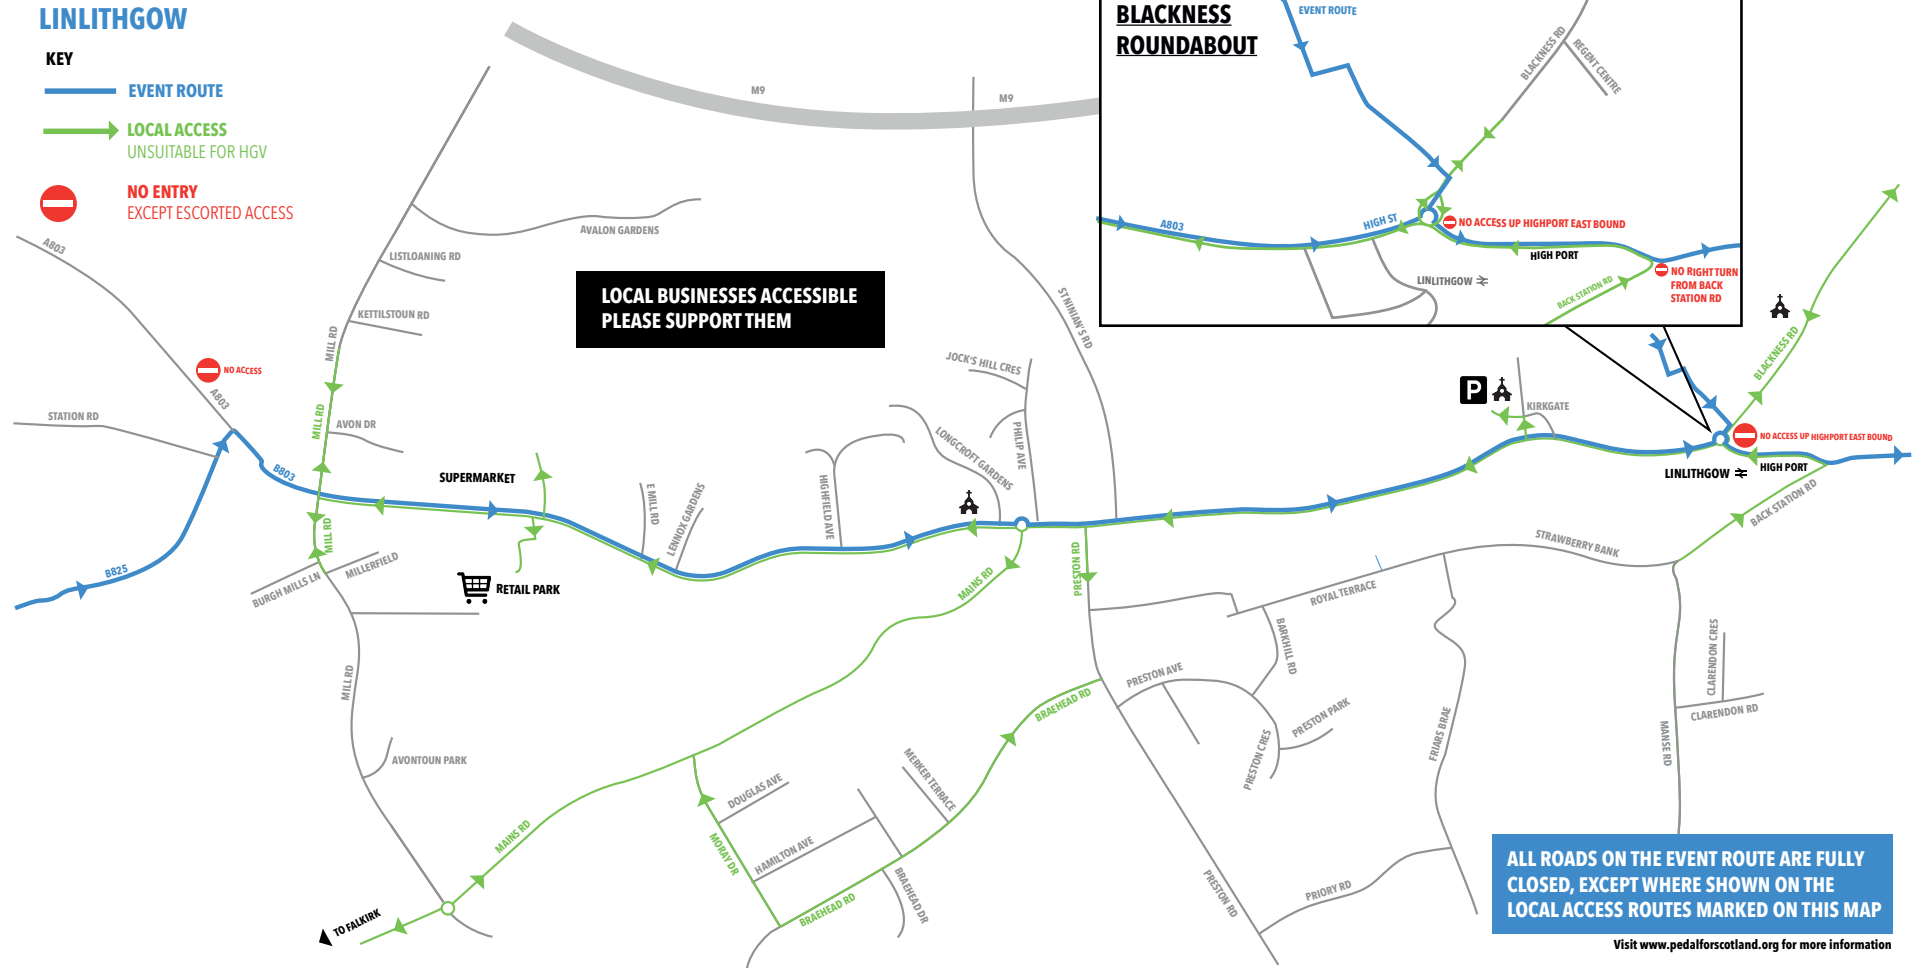 LINLITHGOW
KEY
EVENT ROUTE
LOCAL ACCESS
UNSUITABLE FOR HGV
NO ENTRY
EXCEPT ESCORTED ACCESS
BLACKNESS
ROUNDABOUT
EVENT ROUTE
BLACKNESS RD
REGENT CENTRE
A803
HIGH ST
NO ACCESS UP HIGHPORT EAST BOUND
HIGH PORT
LINLITHGOW
BACK STATION RD
NO RIGHT TURN
FROM BACK
STATION RD
M9
M9
A803
AVALON GARDENS
LISTLOANING RD
KETTILSTOUN RD
MILL RD
LOCAL BUSINESSES ACCESSIBLE
PLEASE SUPPORT THEM
ST NINIAN'S RD
NO ACCESS
A803
STATION RD
MILL RD
AVON DR
B803
SUPERMARKET
MILL RD
B825
BURGH MILLS LN
MILLERFIELD
RETAIL PARK
E MILL RD
LENNOX GARDENS
HIGHFIELD AVE
LONGCROFT GARDENS
JOCK'S HILL CRES
PHILIP AVE
P
KIRKGATE
BLACKNESS RD
NO ACCESS UP HIGHPORT EAST BOUND
LINLITHGOW
HIGH PORT
BACK STATION RD
STRAWBERRY BANK
MAINS RD
PRESTON RD
ROYAL TERRACE
BARKHILL RD
PRESTON AVE
PRESTON PARK
PRESTON CRES
FRIARS BRAE
CLARENDON CRES
CLARENDON RD
MANSE RD
MILL RD
AVONTOUN PARK
BRAEHEAD RD
MERKER TERRACE
DOUGLAS AVE
MORAY DR
HAMILTON AVE
MAINS RD
BRAEHEAD RD
BRAEHEAD DR
PRESTON RD
PRIORY RD
TO FALKIRK
ALL ROADS ON THE EVENT ROUTE ARE FULLY
CLOSED, EXCEPT WHERE SHOWN ON THE
LOCAL ACCESS ROUTES MARKED ON THIS MAP
Visit www.pedalforscotland.org for more information